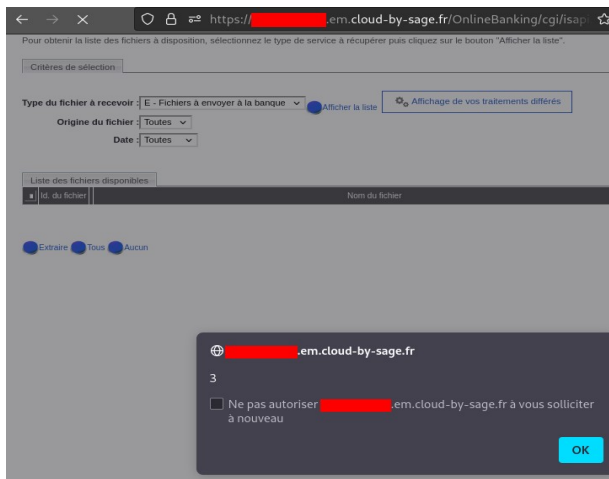 https://.em.cloud-by-sage.fr/OnlineBanking/cgi/isap
Pour obtenir la liste des fichiers à disposition, sélectionnez le type de service à récupérer puis cliquez sur le bouton "Afficher la liste".
Critères de sélection
Type du fichier à recevoir : E - Fichiers à envoyer à la banque Afficher la liste Affichage de vos traitements différés
Origine du fichier : Toutes
Date : Toutes
Liste des fichiers disponibles
Id. du fichier Nom du fichier
Extraire Tous Aucun
.em.cloud-by-sage.fr
3
Ne pas autoriser .em.cloud-by-sage.fr à vous solliciter
à nouveau
OK